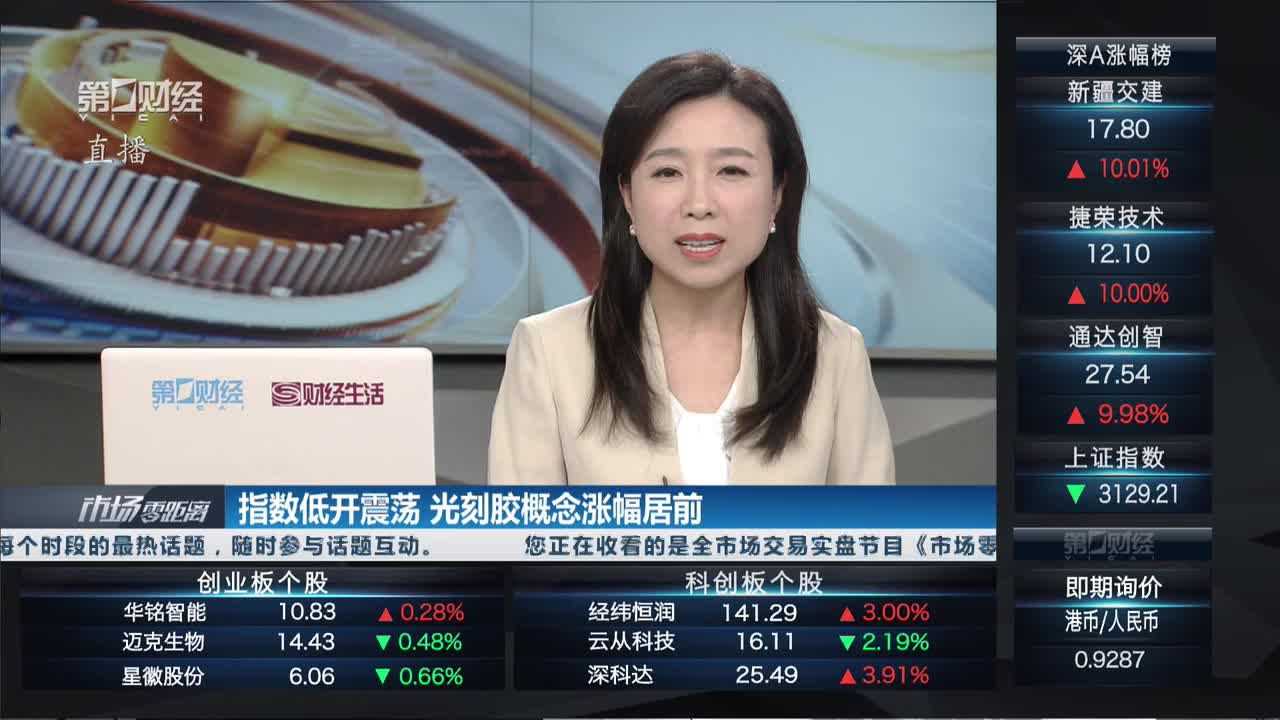 第一财经
YICAI
直播
第一财经
YICAI
财经生活
市场零距离
指数低开震荡 光刻胶概念涨幅居前
每个时段的最热话题，随时参与话题互动。 您正在收看的是全市场交易实盘节目《市场零
创业板个股
华铭智能 10.83 ▲ 0.28%
迈克生物 14.43 ▼ 0.48%
星徽股份 6.06 ▼ 0.66%
科创板个股
经纬恒润 141.29 ▲ 3.00%
云从科技 16.11 ▼ 2.19%
深科达 25.49 ▲ 3.91%
深A涨幅榜
新疆交建
17.80
▲ 10.01%
捷荣技术
12.10
▲ 10.00%
通达创智
27.54
▲ 9.98%
上证指数
▼ 3129.21
第一财经
YICAI
即期询价
港币/人民币
0.9287